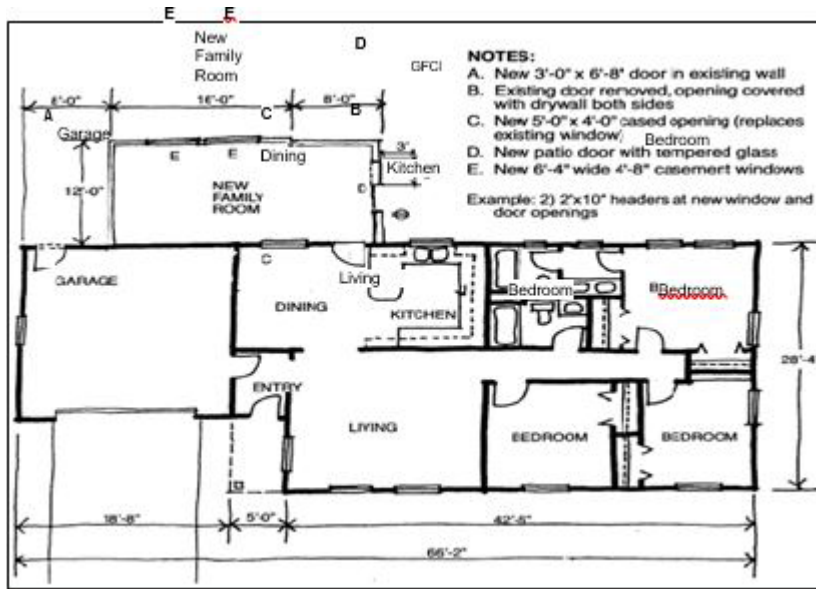 E E
New
Family
Room
D
GFCI
NOTES:
A. New 3'-0" x 6'-8" door in existing wall
B. Existing door removed, opening covered
with drywall both sides
C. New 5'-0" x 4'-0" cased opening (replaces
existing window)
Bedroom
D. New patio door with tempered glass
E. New 6'-4" wide 4'-8" casement windows
Example: 2) 2"x10" headers at new window and
door openings
16'-0" 8'-0"
A C B
Garage
E E
Dining
3'
Kitchen
12'-0"
NEW
FAMILY
ROOM
D
C
Living
GARAGE
DINING
KITCHEN
Bedroom
Bedroom
28'-4"
ENTRY
LIVING
BEDROOM
BEDROOM
18'-8" 5'-0" 42'-5"
66'-2"